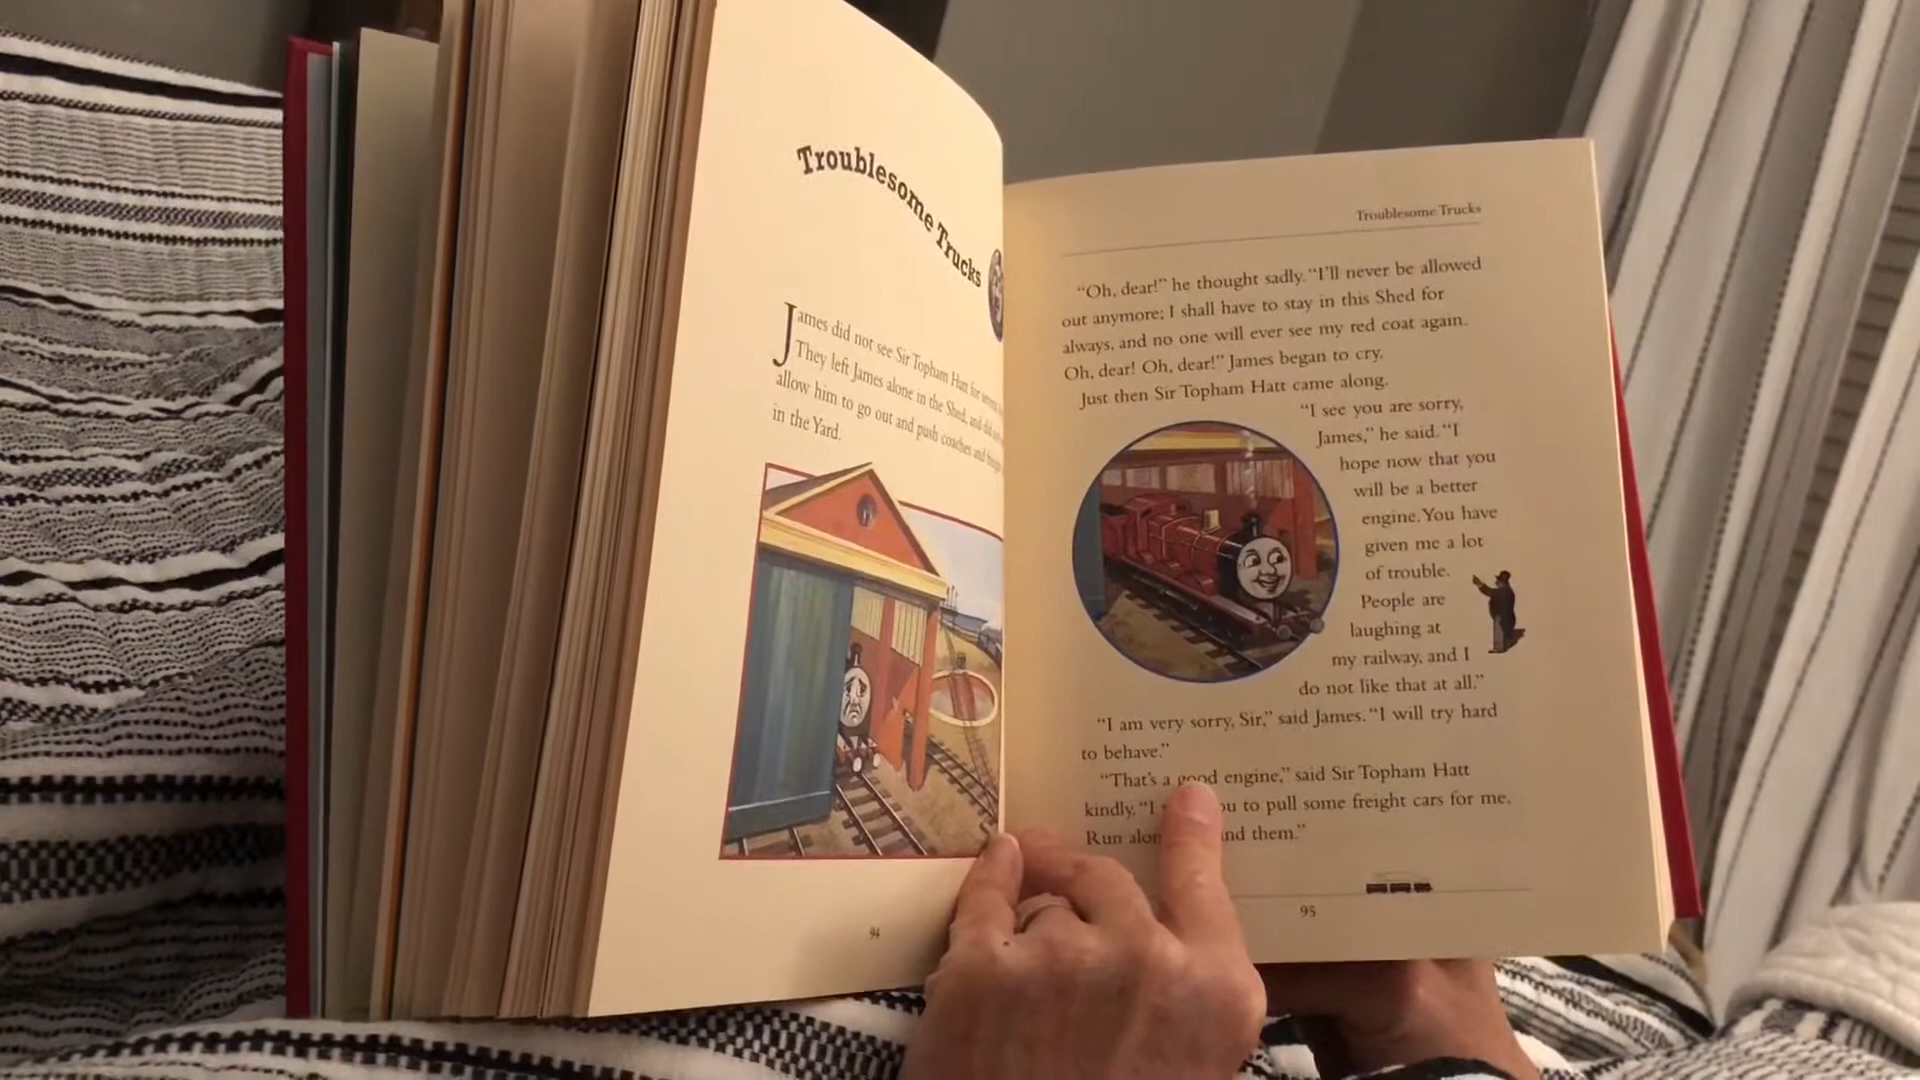 Troublesome Trucks
James did not see Sir Topham Hatt for
They left James alone in the Shed, and did
allow him to go out and push coaches and
in the Yard.
94
Troublesome Trucks
“Oh, dear!” he thought sadly. “I’ll never be allowed
out anymore; I shall have to stay in this Shed for
always, and no one will ever see my red coat again.
Oh, dear! Oh, dear!” James began to cry.
Just then Sir Topham Hatt came along.
“I see you are sorry,
James,” he said. “I
hope now that you
will be a better
engine. You have
given me a lot
of trouble.
People are
laughing at
my railway, and I
do not like that at all.”
“I am very sorry, Sir,” said James. “I will try hard
to behave.”
“That’s a good engine,” said Sir Topham Hatt
kindly. “I to pull some freight cars for me.
Run them.”
95